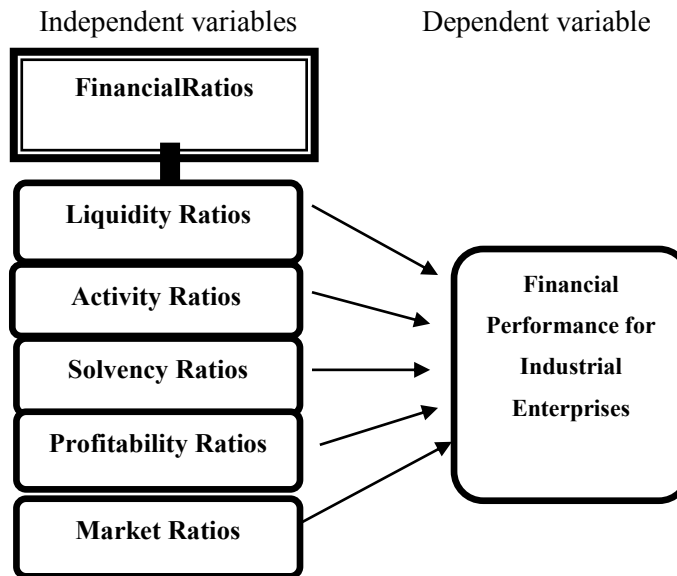 Independent variables
Dependent variable
FinancialRatios
Liquidity Ratios
Activity Ratios
Solvency Ratios
Profitability Ratios
Market Ratios
Financial
Performance for
Industrial
Enterprises